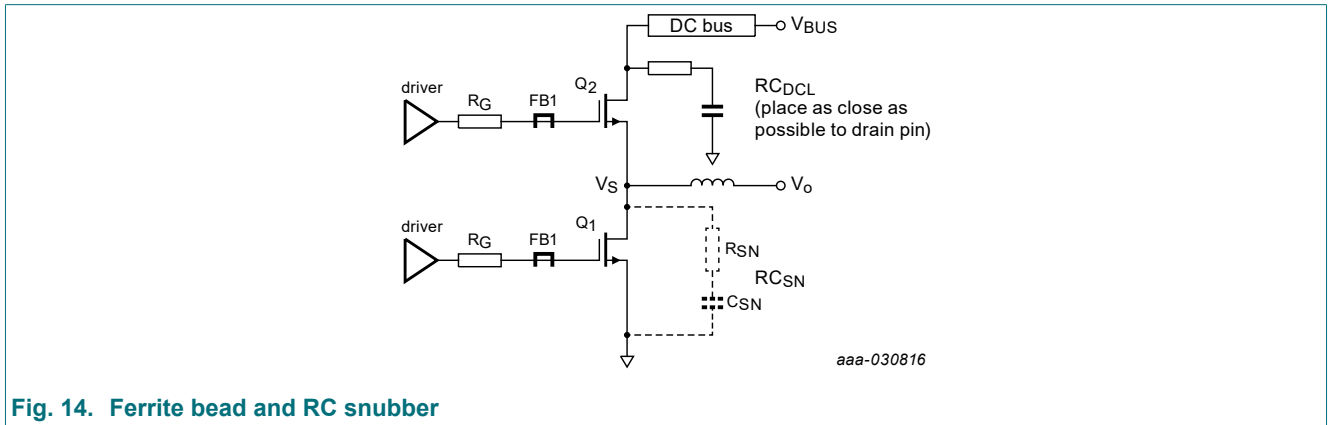 DC bus
VBUS
driver
RG
FB1
Q2
RCDCL
(place as close as
possible to drain pin)
VS
Vo
driver
RG
FB1
Q1
RSN
RCSN
CSN
aaa-030816
Fig. 14. Ferrite bead and RC snubber